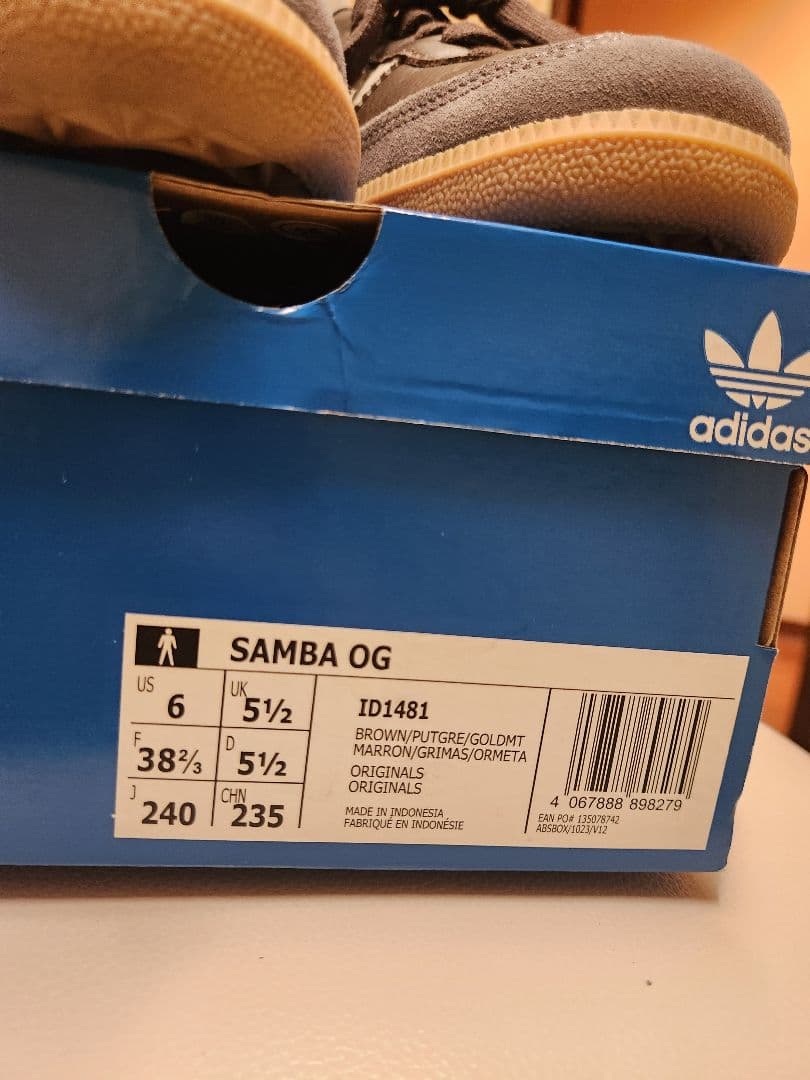 adidas
SAMBA OG
US 6
UK 5½
F 38⅔
D 5½
J 240
CHN 235
ID1481
BROWN/PUTGRE/GOLDMT
MARRON/GRIMAS/ORMETA
ORIGINALS
ORIGINALS
MADE IN INDONESIA
FABRIQUÉ EN INDONÉSIE
4 067888 898279
EAN PO# 135078742
ABSBOX/1023/V12